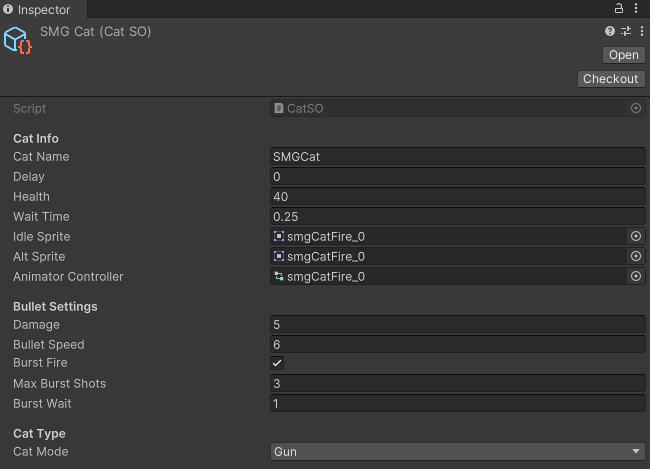 Inspector
SMG Cat (Cat SO)
Open
Checkout
Script CatSO
Cat Info
Cat Name SMGCat
Delay 0
Health 40
Wait Time 0.25
Idle Sprite smgCatFire_0
Alt Sprite smgCatFire_0
Animator Controller smgCatFire_0
Bullet Settings
Damage 5
Bullet Speed 6
Burst Fire
Max Burst Shots 3
Burst Wait 1
Cat Type
Cat Mode Gun